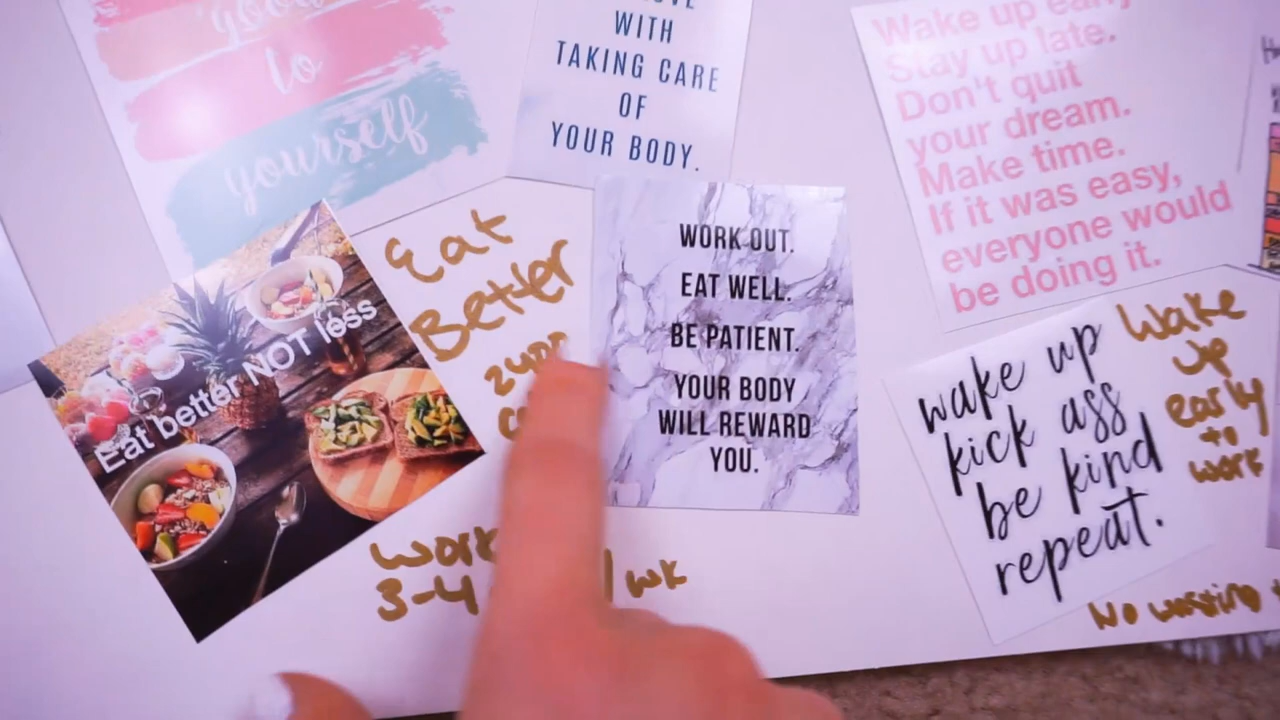 good
to
yourself
WITH
TAKING CARE
OF
YOUR BODY.
Wake up early
Stay up late.
Don't quit
your dream.
Make time.
If it was easy,
everyone would
be doing it.
Eat better NOT less
Eat
Better
WORK OUT.
EAT WELL.
BE PATIENT.
YOUR BODY
WILL REWARD
YOU.
wake up
kick ass
be kind
repeat.
Wake
up
early
to
work
Work
3-4 wk
No wasting